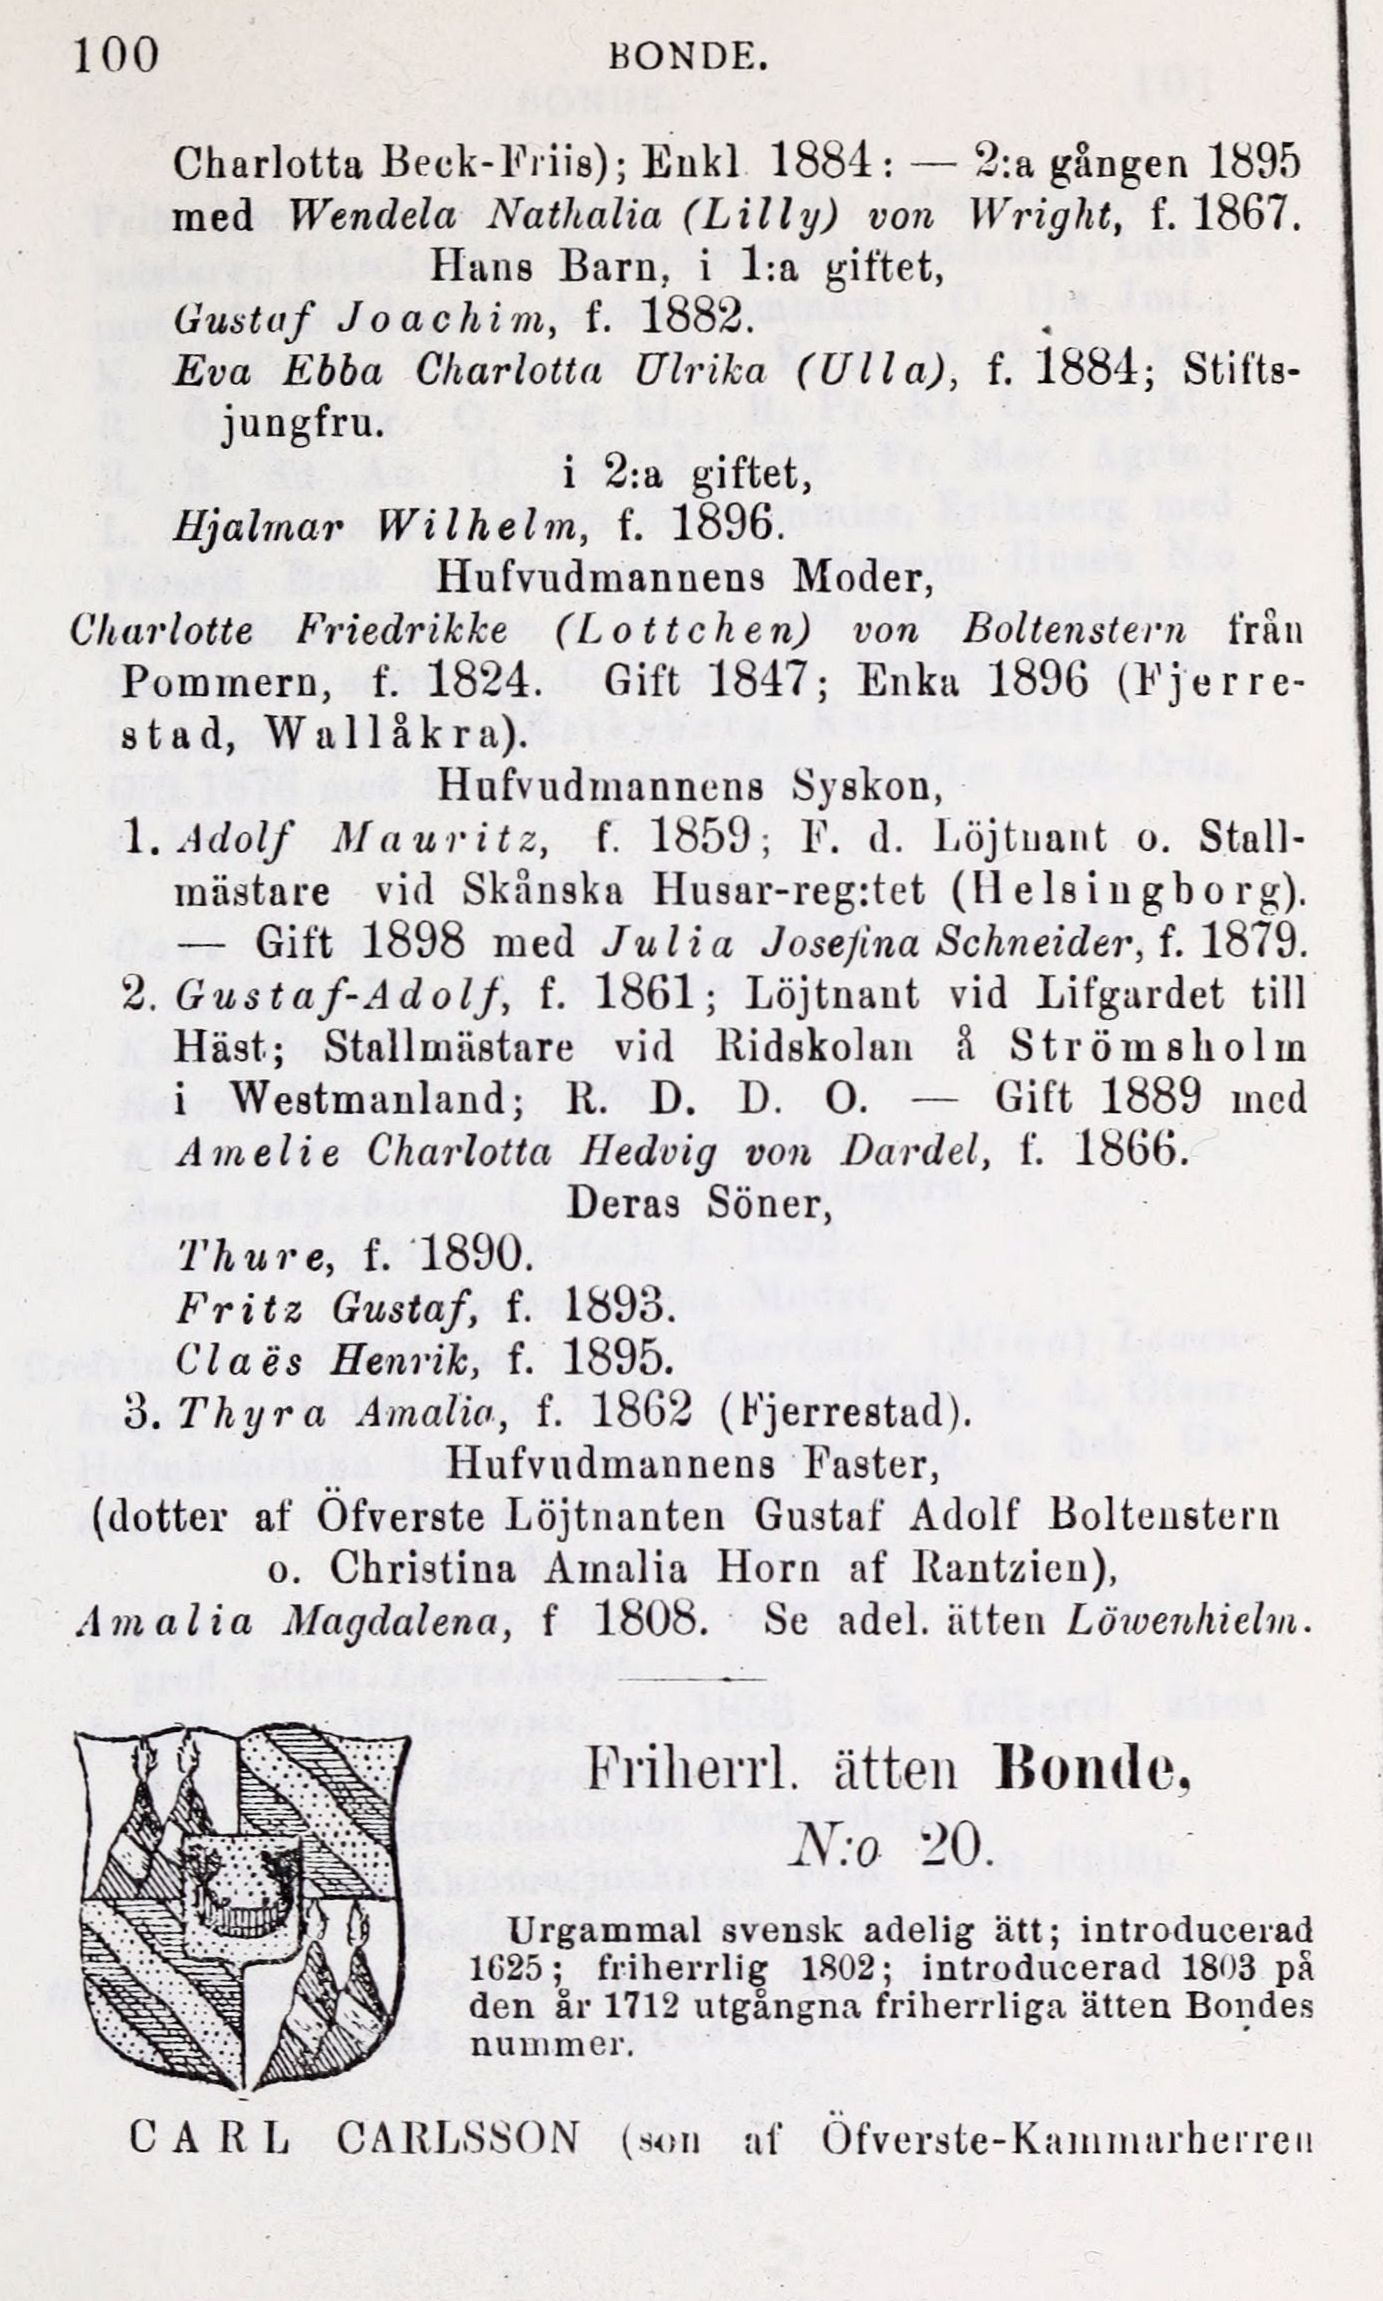 100
BONDE.
Charlotta Beck-Friis); Enkl 1884: — 2:a gången 1895
med Wendela Nathalia (Lilly) von Wright, f. 1867.
Hans Barn, i 1:a giftet,
Gustaf Joachim, f. 1882.
Eva Ebba Charlotta Ulrika (Ulla), f. 1884; Stifts-
jungfru.
i 2:a giftet,
Hjalmar Wilhelm, f. 1896.
Hufvudmannens Moder,
Charlotte Friedrikke (Lottchen) von Boltenstern från
Pommern, f. 1824. Gift 1847; Enka 1896 (Fjerre-
stad, Wallåkra).
Hufvudmannens Syskon,
1. Adolf Mauritz, f. 1859; F. d. Löjtnant o. Stall-
mästare vid Skånska Husar-reg:tet (Helsingborg).
— Gift 1898 med Julia Josefina Schneider, f. 1879.
2. Gustaf-Adolf, f. 1861; Löjtnant vid Lifgardet till
Häst; Stallmästare vid Ridskolan å Strömsholm
i Westmanland; R. D. D. O. — Gift 1889 med
Amelie Charlotta Hedvig von Dardel, f. 1866.
Deras Söner,
Thure, f. 1890.
Fritz Gustaf, f. 1893.
Claës Henrik, f. 1895.
3. Thyra Amalia, f. 1862 (Fjerrestad).
Hufvudmannens Faster,
(dotter af Öfverste Löjtnanten Gustaf Adolf Boltenstern
o. Christina Amalia Horn af Rantzien),
Amalia Magdalena, f 1808. Se adel. ätten Löwenhielm.
Friherrl. ätten Bonde,
N:o 20.
Urgammal svensk adelig ätt; introducerad
1625; friherrlig 1802; introducerad 1803 på
den år 1712 utgångna friherrliga ätten Bondes
nummer.
CARL CARLSSON (son af Öfverste-Kammarherren